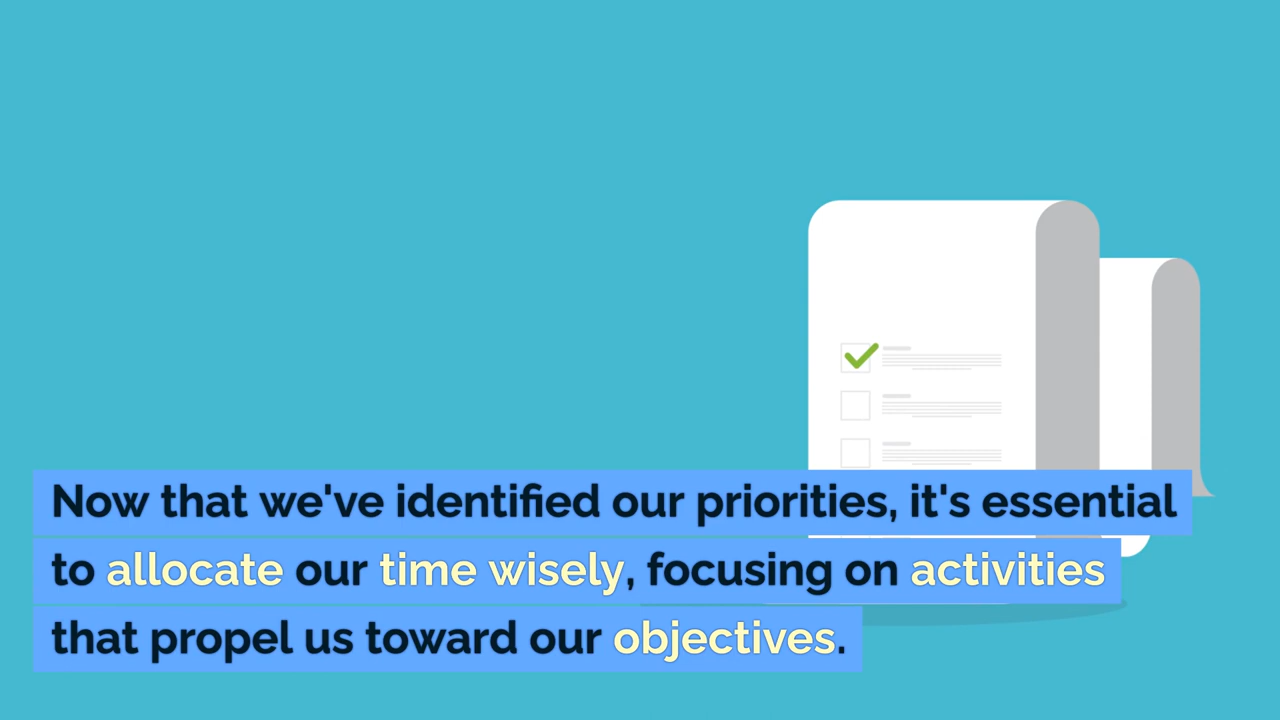 Now that we've identified our priorities, it's essential
to allocate our time wisely, focusing on activities
that propel us toward our objectives.